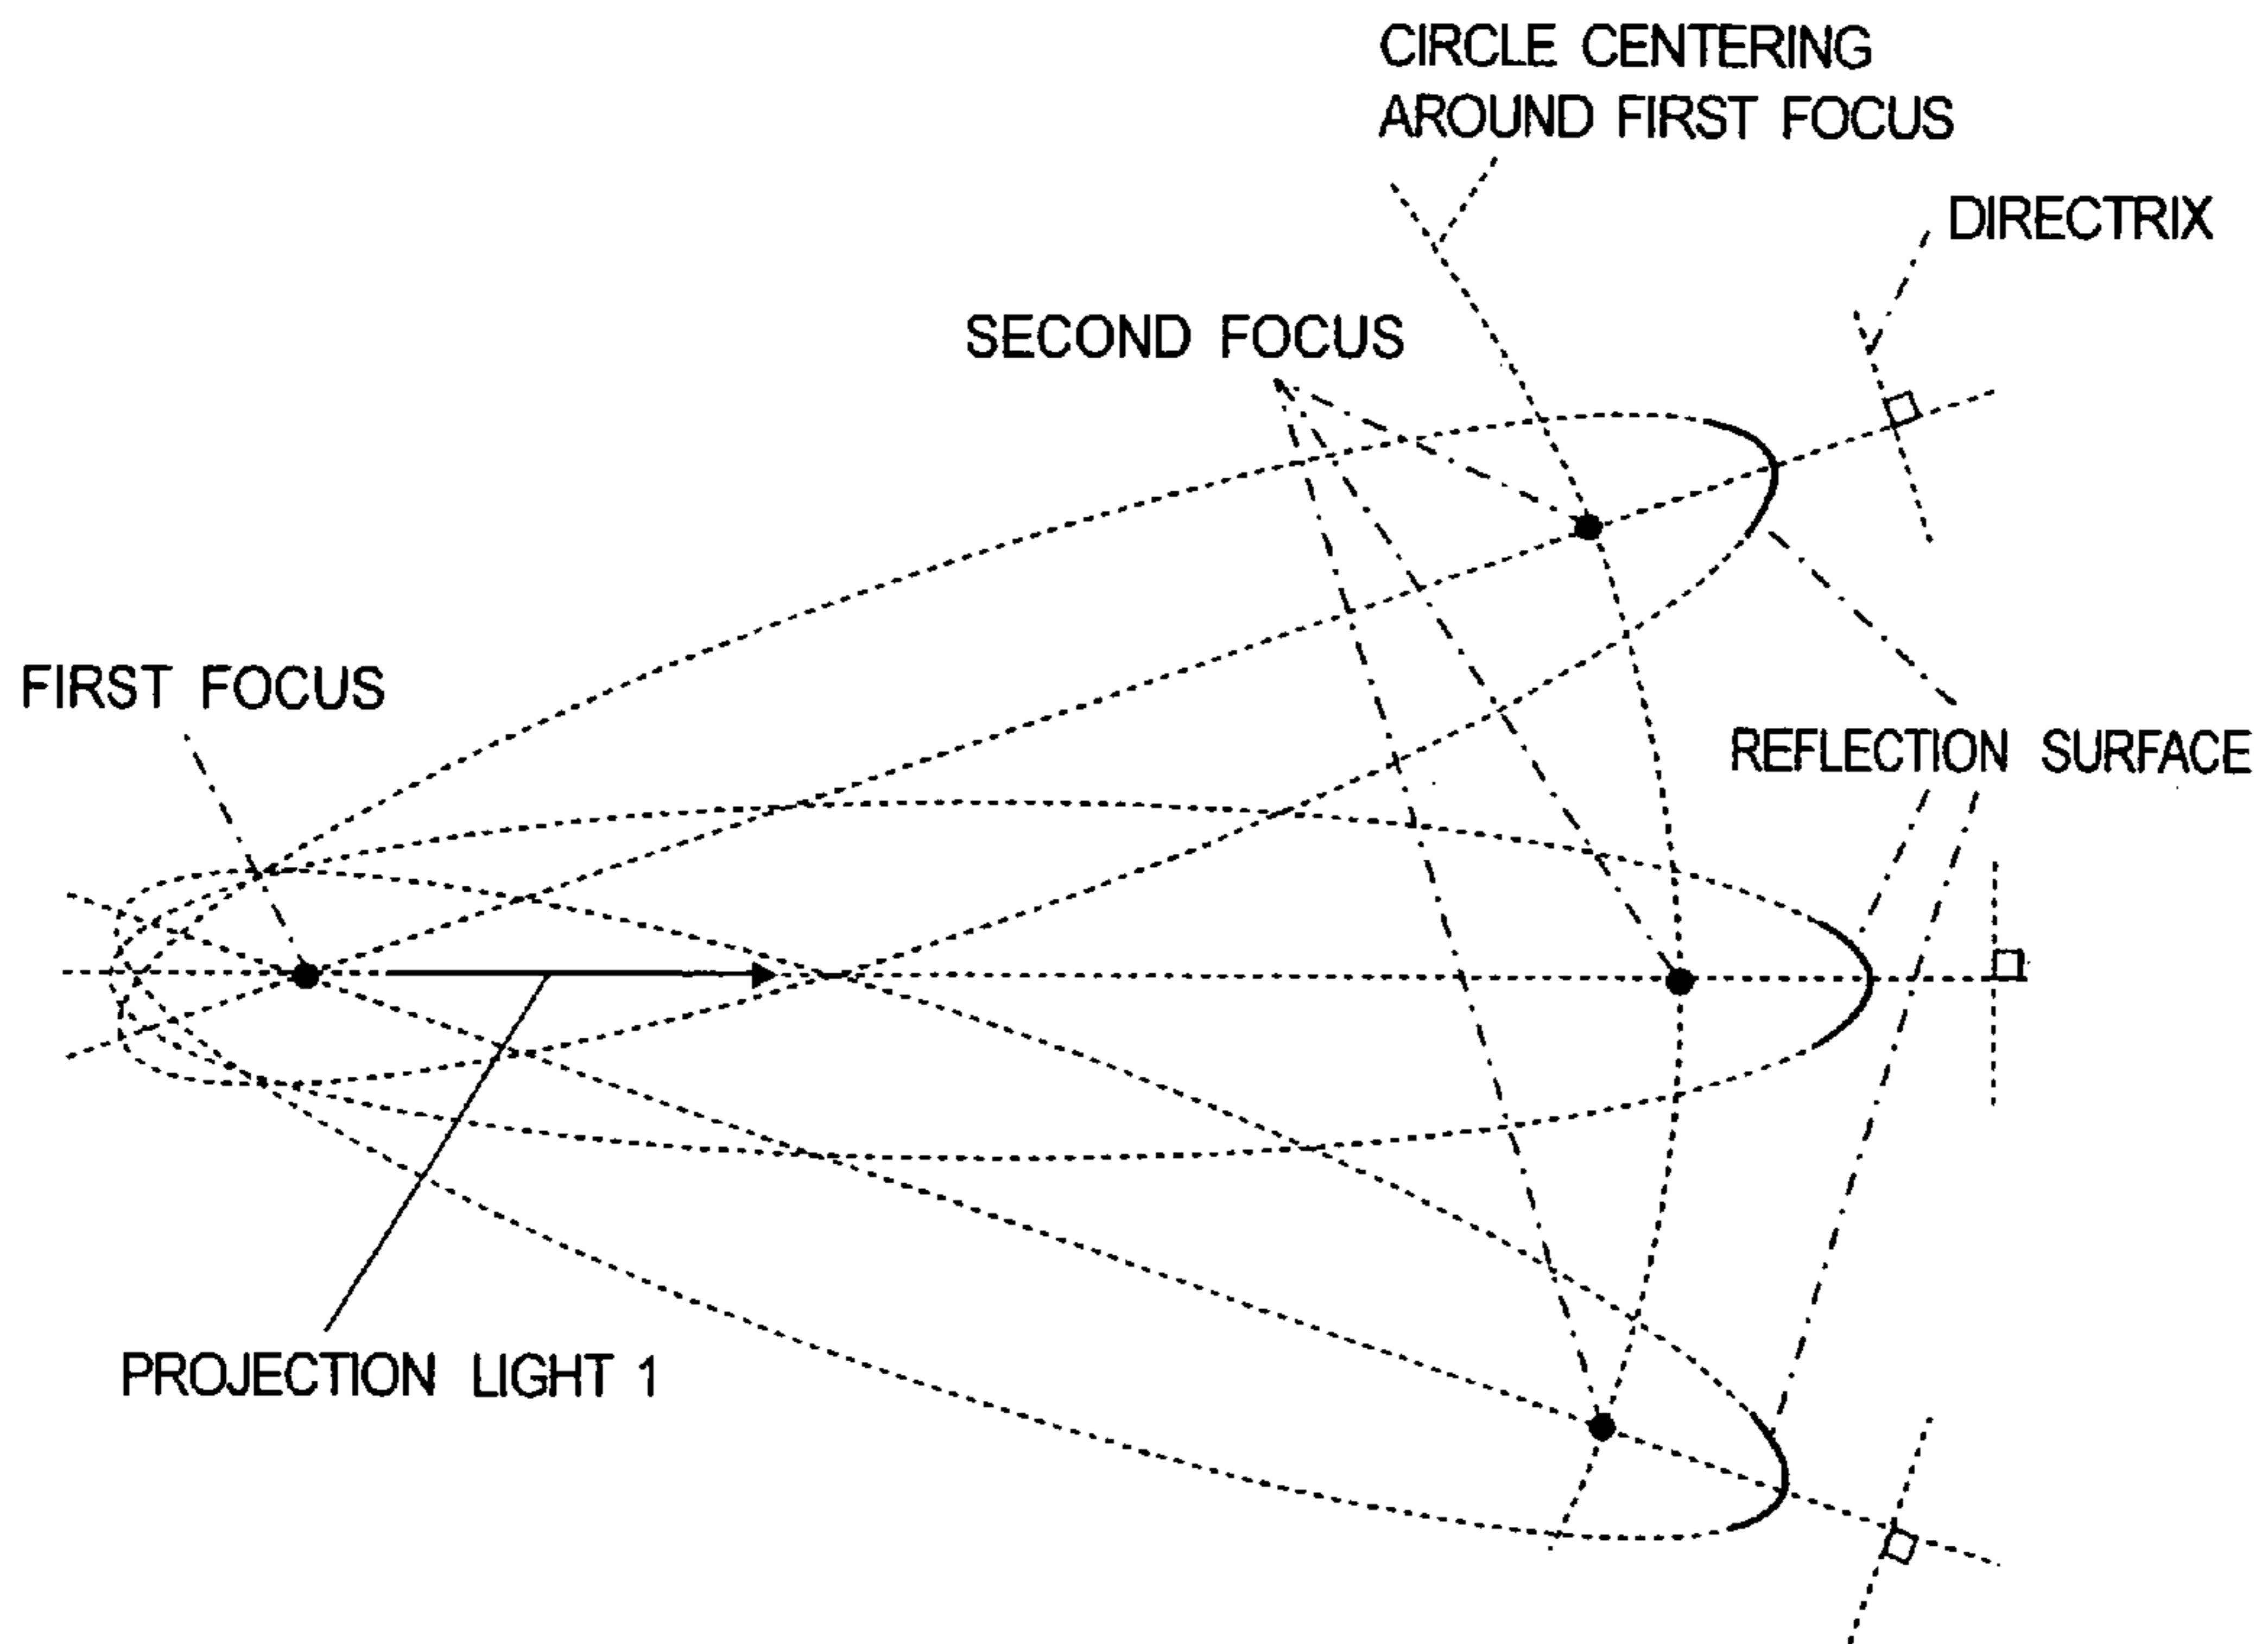 CIRCLE CENTERING
AROUND FIRST FOCUS
DIRECTRIX
SECOND FOCUS
FIRST FOCUS
REFLECTION SURFACE
PROJECTION LIGHT 1